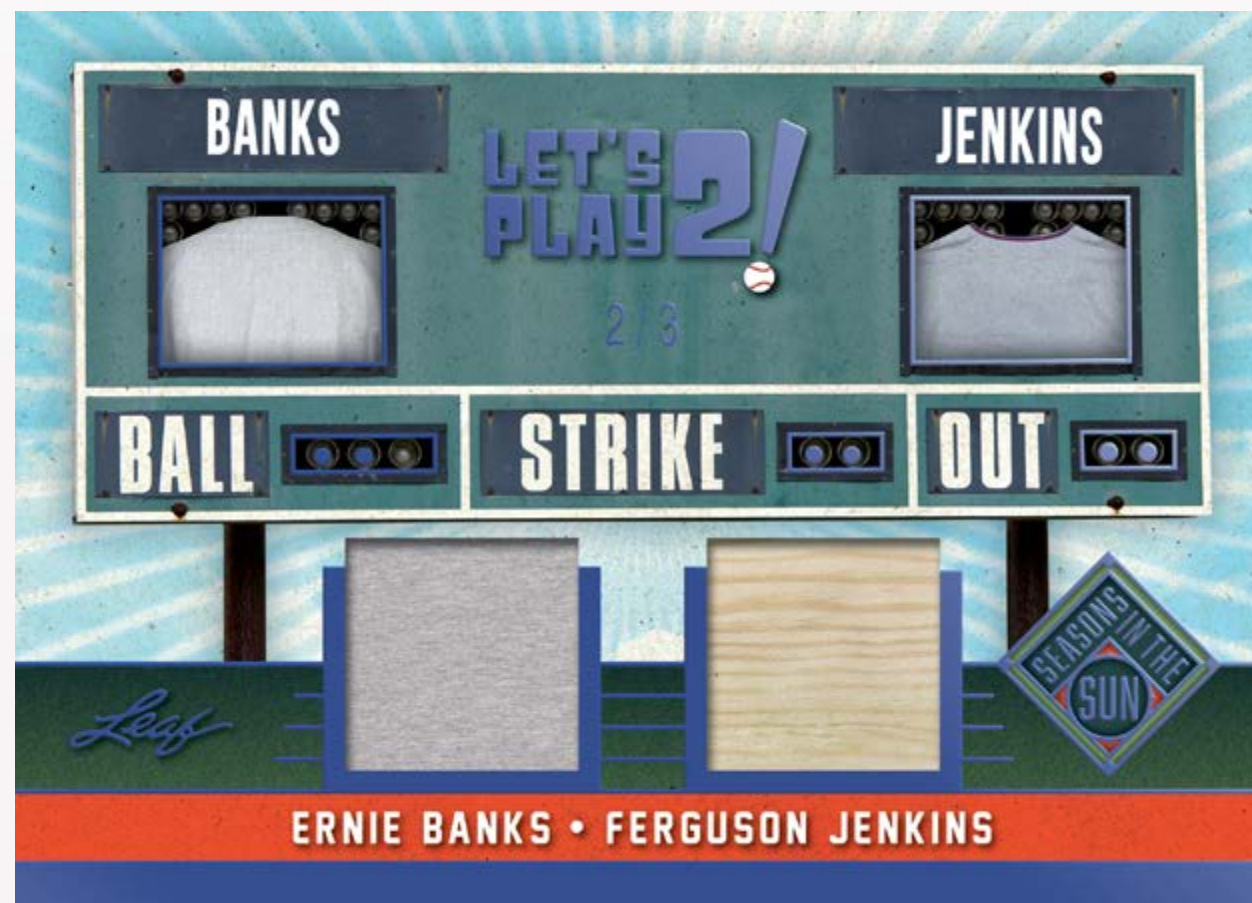 BANKS
LET'S
PLAY 2!
JENKINS
2/3
BALL
STRIKE
OUT
Leaf
SEASONS IN THE
SUN
ERNIE BANKS • FERGUSON JENKINS